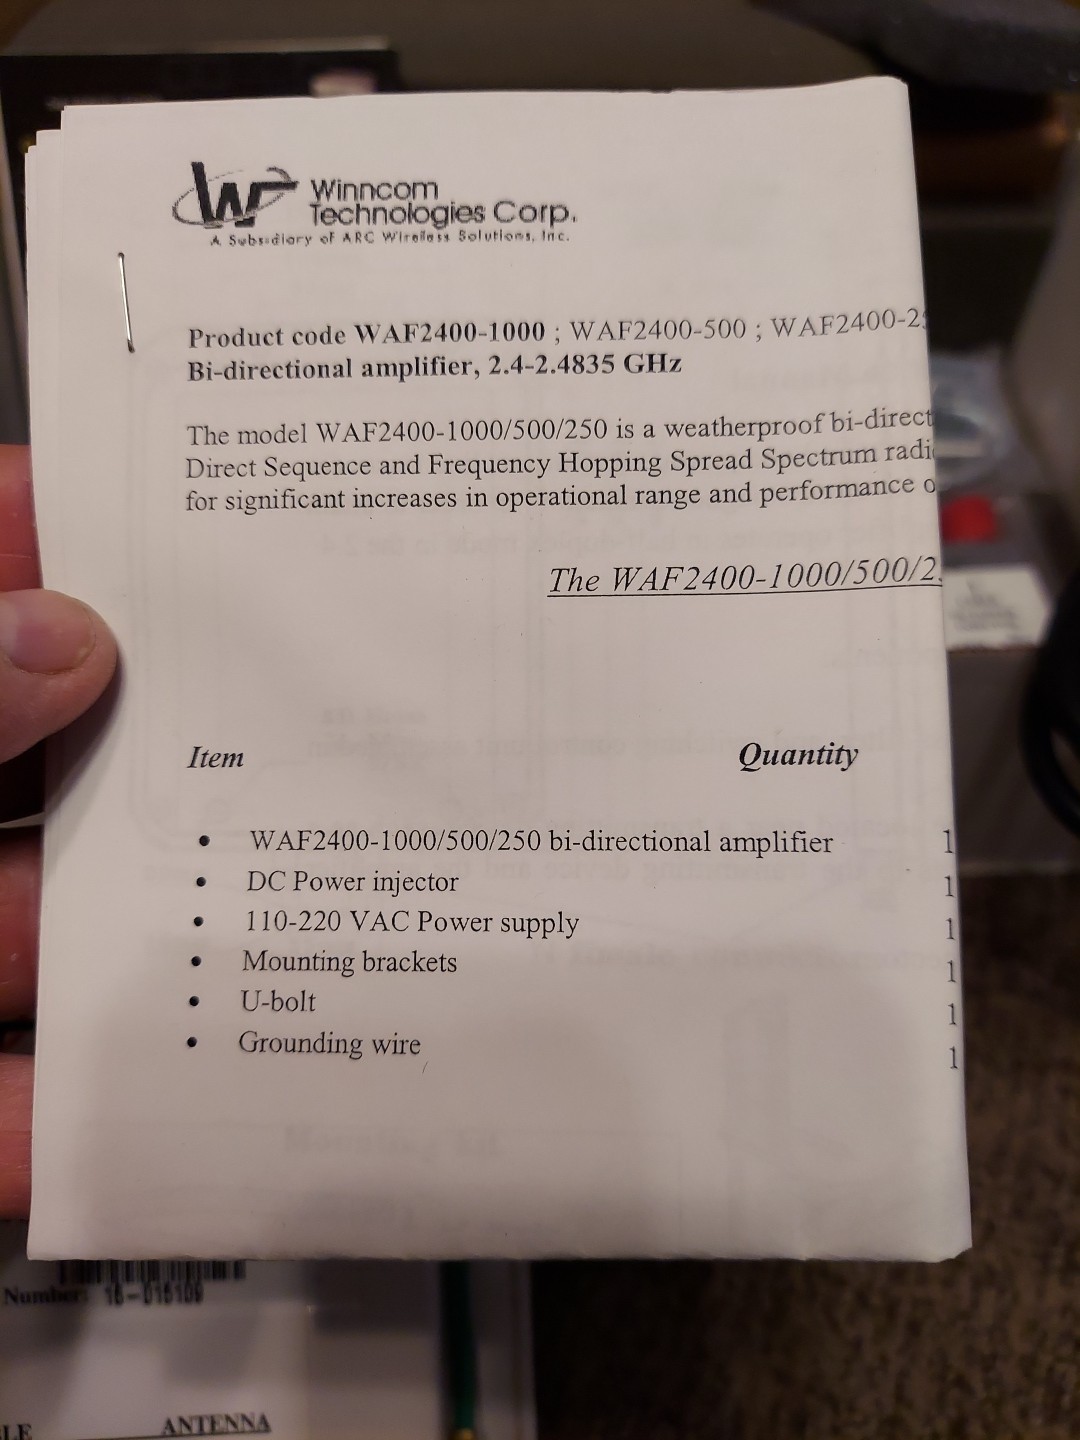 Winncom
Technologies Corp.
A Subsidiary of ARC Wireless Solutions, Inc.
Product code WAF2400-1000 ; WAF2400-500 ; WAF2400-2
Bi-directional amplifier, 2.4-2.4835 GHz
The model WAF2400-1000/500/250 is a weatherproof bi-direct
Direct Sequence and Frequency Hopping Spread Spectrum radi
for significant increases in operational range and performance o
The WAF2400-1000/500/2
Item Quantity
• WAF2400-1000/500/250 bi-directional amplifier 1
• DC Power injector 1
• 110-220 VAC Power supply 1
• Mounting brackets 1
• U-bolt 1
• Grounding wire 1
Number: 16-016109
LE ANTENNA